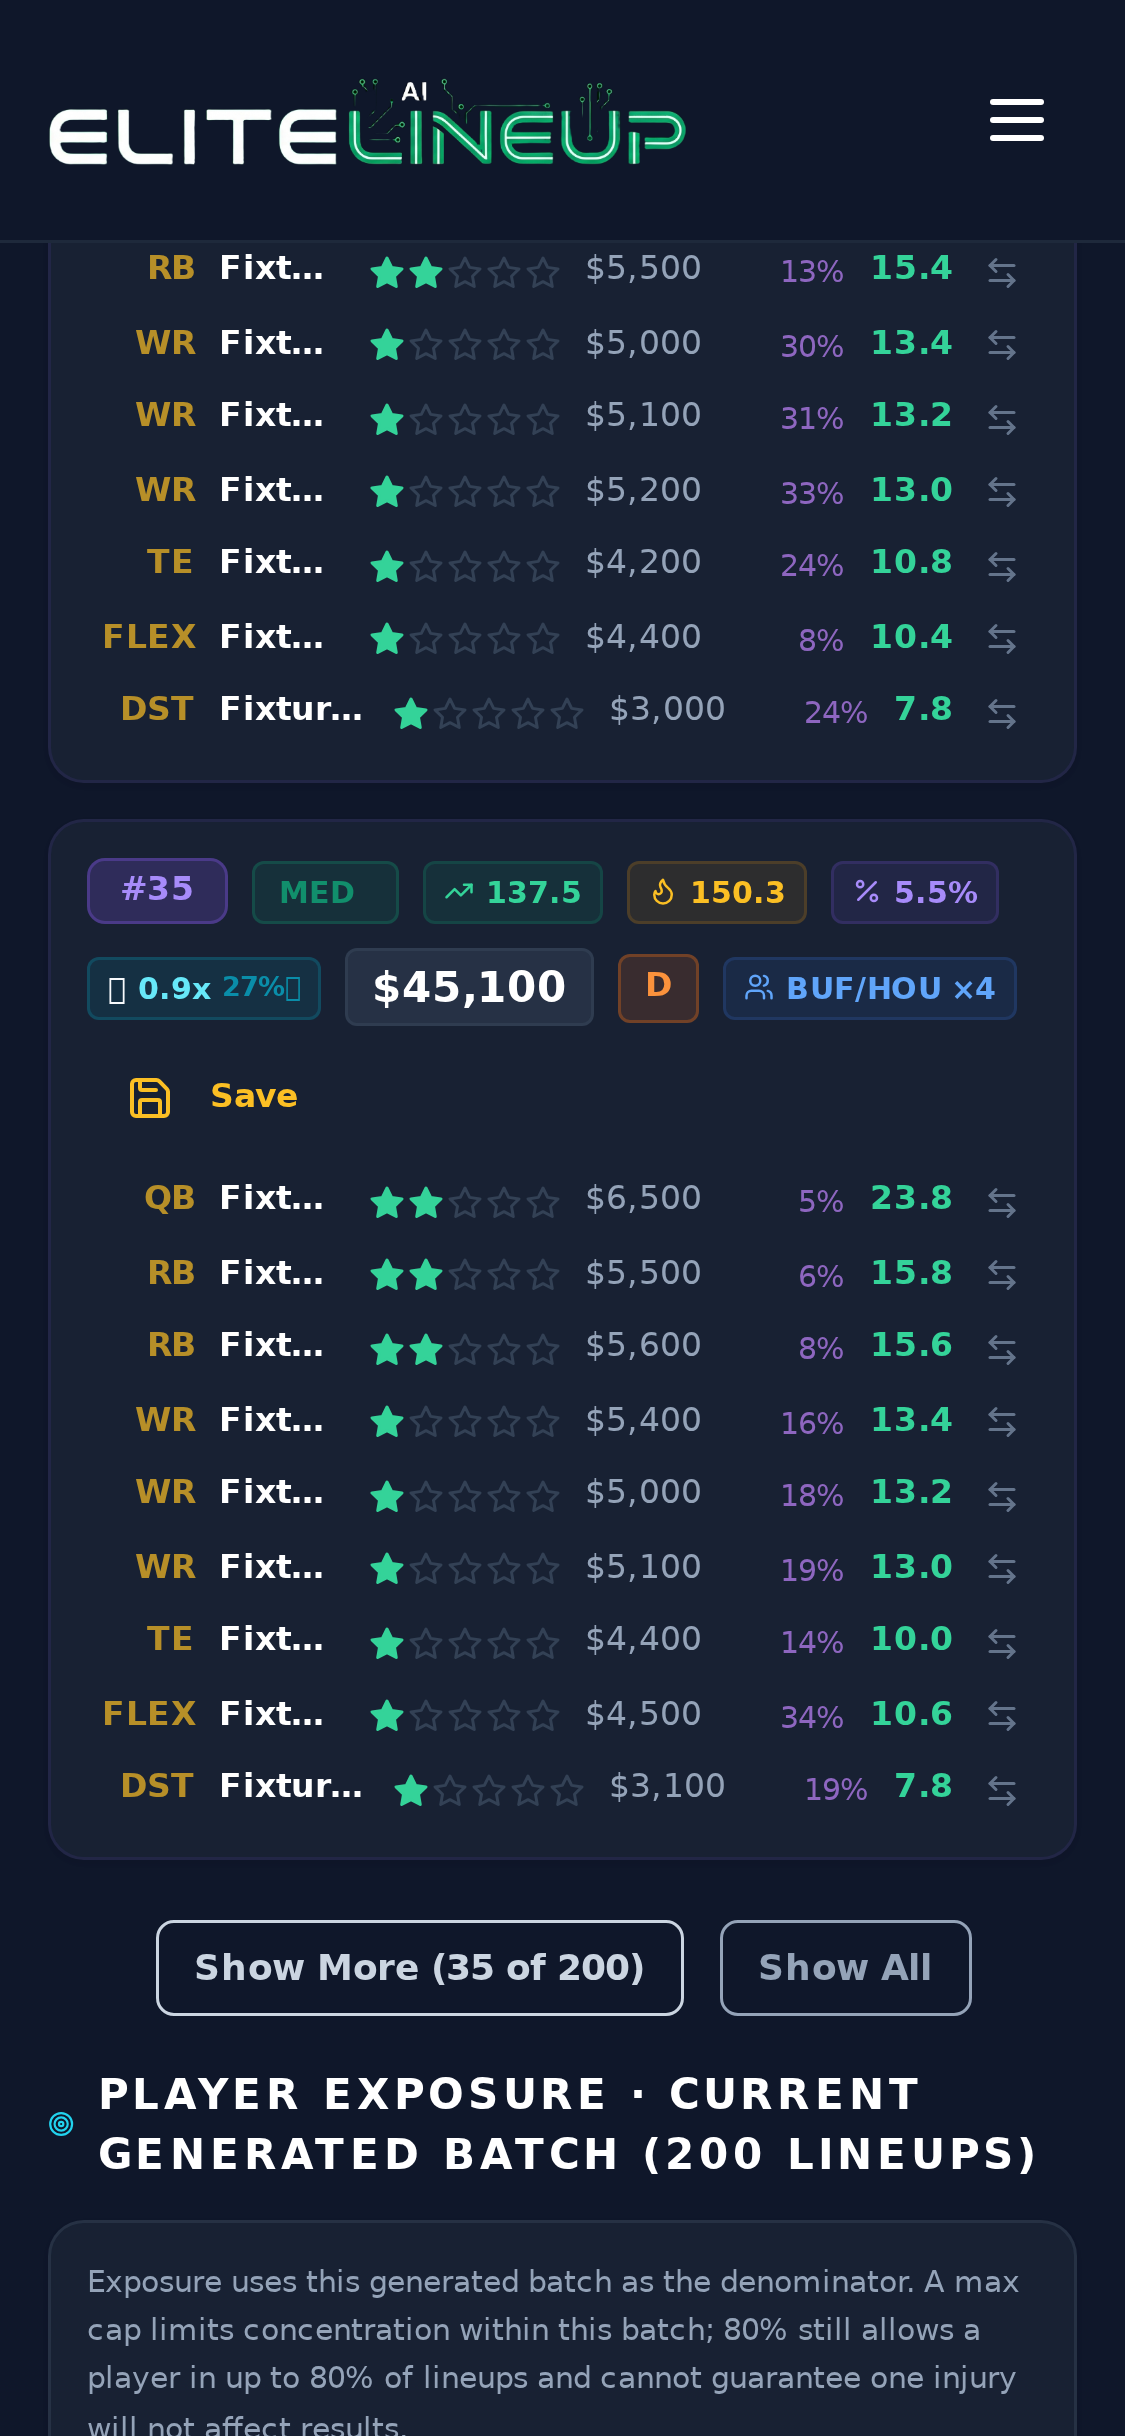 ELITELINEUP AI
RB Fixt... $5,500 13% 15.4
WR Fixt... $5,000 30% 13.4
WR Fixt... $5,100 31% 13.2
WR Fixt... $5,200 33% 13.0
TE Fixt... $4,200 24% 10.8
FLEX Fixt... $4,400 8% 10.4
DST Fixtur... $3,000 24% 7.8
#35 MED 137.5 150.3 % 5.5%
0.9x 27% $45,100 D BUF/HOU ×4
Save
QB Fixt... $6,500 5% 23.8
RB Fixt... $5,500 6% 15.8
RB Fixt... $5,600 8% 15.6
WR Fixt... $5,400 16% 13.4
WR Fixt... $5,000 18% 13.2
WR Fixt... $5,100 19% 13.0
TE Fixt... $4,400 14% 10.0
FLEX Fixt... $4,500 34% 10.6
DST Fixtur... $3,100 19% 7.8
Show More (35 of 200) Show All
PLAYER EXPOSURE · CURRENT
GENERATED BATCH (200 LINEUPS)
Exposure uses this generated batch as the denominator. A max
cap limits concentration within this batch; 80% still allows a
player in up to 80% of lineups and cannot guarantee one injury
will not affect results.